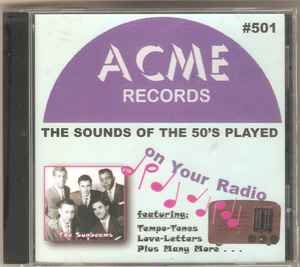 #501
ACME
RECORDS
THE SOUNDS OF THE 50'S PLAYED
on Your Radio
The Sunbeams
featuring:
Tempo-Tones
Love-Letters
Plus Many More . . .